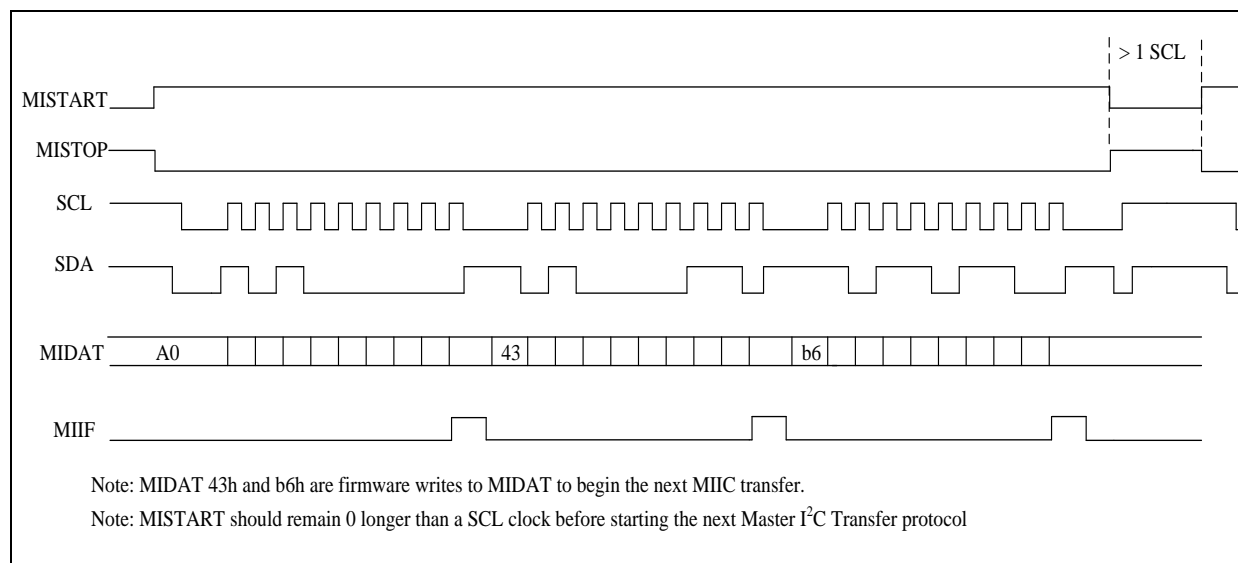 > 1 SCL
MISTART
MISTOP
SCL
SDA
MIDAT A0 43 b6
MIIF
Note: MIDAT 43h and b6h are firmware writes to MIDAT to begin the next MIIC transfer.
Note: MISTART should remain 0 longer than a SCL clock before starting the next Master I²C Transfer protocol